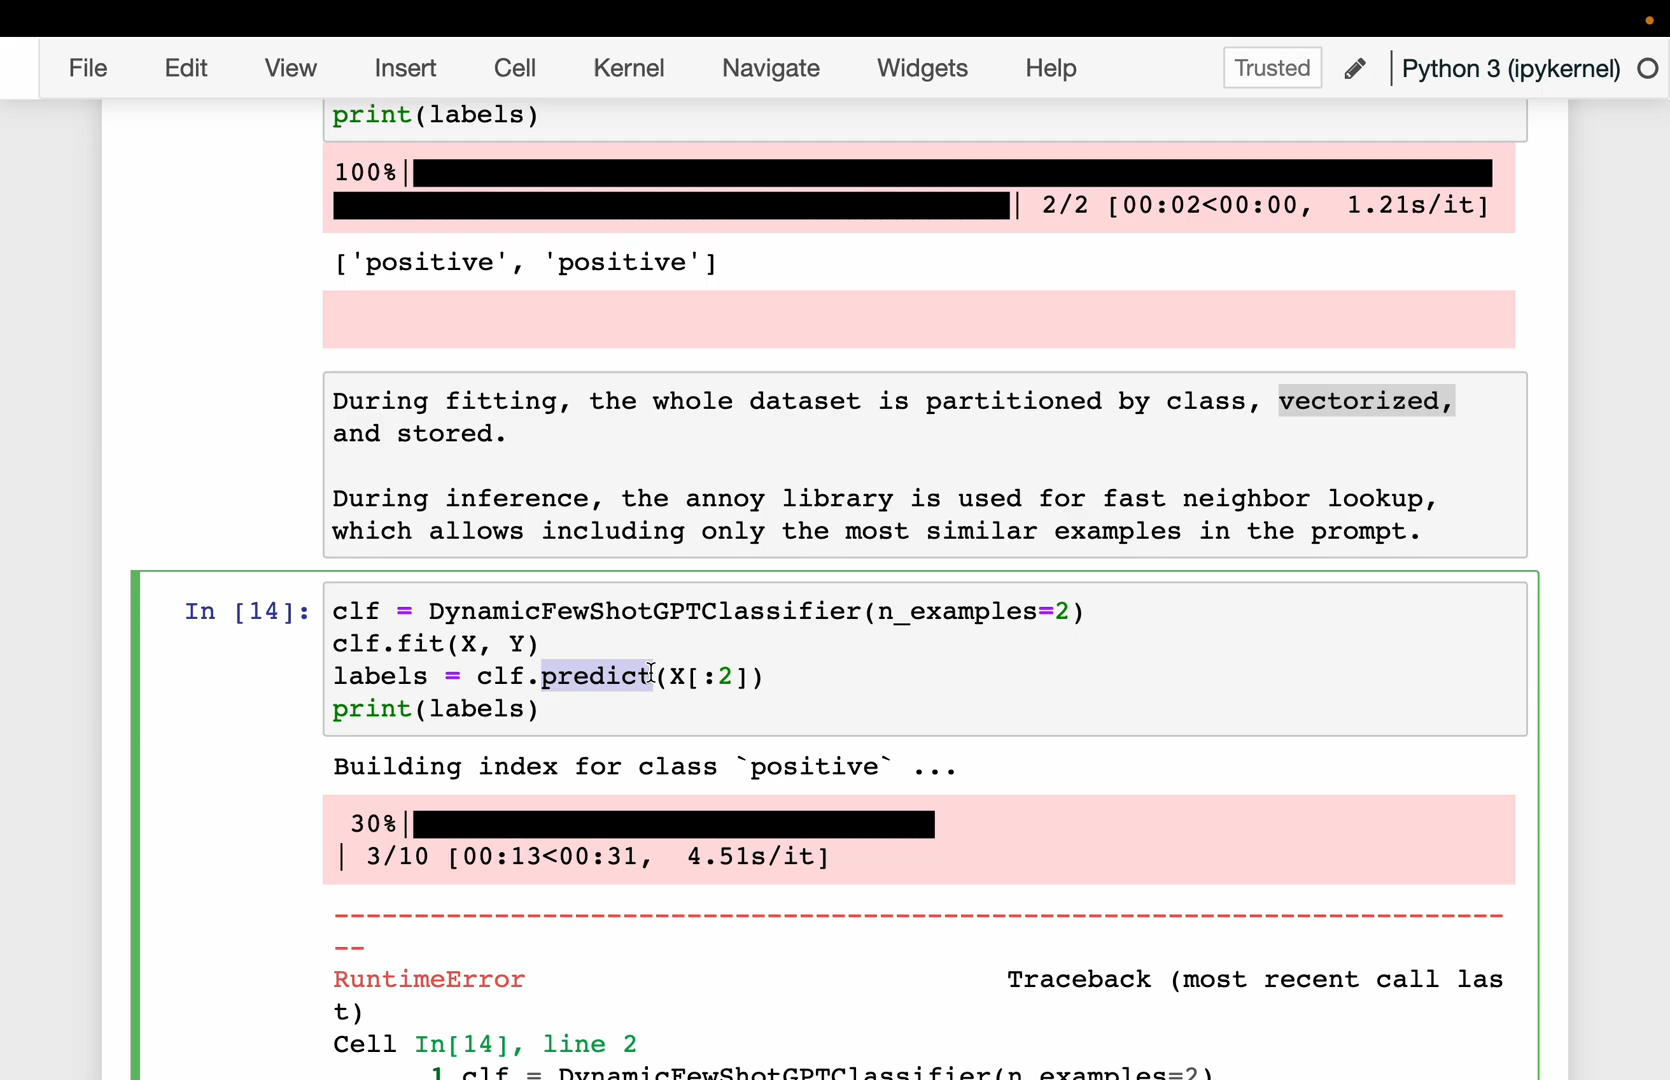 File Edit View Insert Cell Kernel Navigate Widgets Help Trusted Python 3 (ipykernel)
print(labels)
100%|
| 2/2 [00:02<00:00, 1.21s/it]
['positive', 'positive']
During fitting, the whole dataset is partitioned by class, vectorized,
and stored.
During inference, the annoy library is used for fast neighbor lookup,
which allows including only the most similar examples in the prompt.
In [14]: clf = DynamicFewShotGPTClassifier(n_examples=2)
clf.fit(X, Y)
labels = clf.predict(X[:2])
print(labels)
Building index for class `positive` ...
30%|
| 3/10 [00:13<00:31, 4.51s/it]
---------------------------------------------------------------------------
--
RuntimeError Traceback (most recent call las
t)
Cell In[14], line 2
1 clf = DynamicFewShotGPTClassifier(n_examples=2)